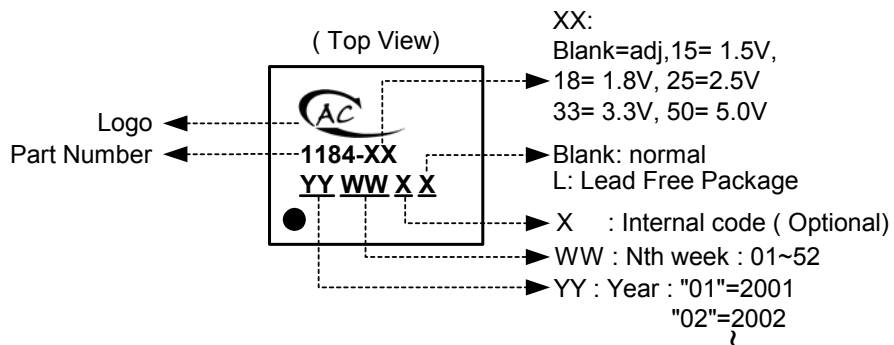 ( Top View)
XX:
Blank=adj,15= 1.5V,
18= 1.8V, 25=2.5V
33= 3.3V, 50= 5.0V
AC
Logo
Part Number
1184-XX
YY WW X X
Blank: normal
L: Lead Free Package
X : Internal code ( Optional)
WW : Nth week : 01~52
YY : Year : "01"=2001
"02"=2002
~